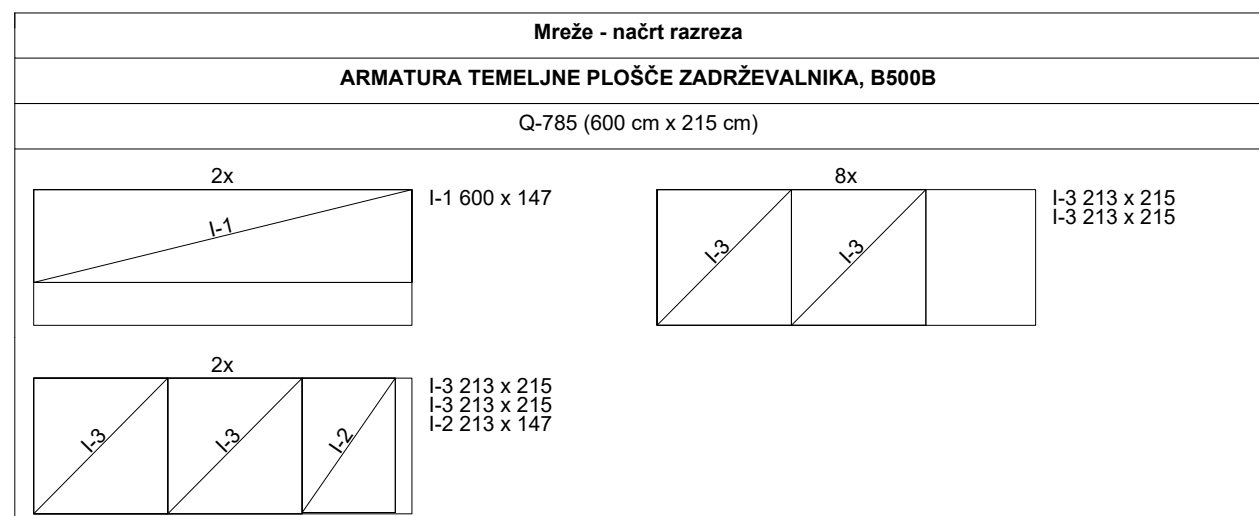 Mreže - načrt razreza
ARMATURA TEMELJNE PLOŠČE ZADRŽEVALNIKA, B500B
Q-785 (600 cm x 215 cm)
2x
I-1
I-1 600 x 147
8x
I-3
I-3
I-3 213 x 215
I-3 213 x 215
2x
I-3
I-3
I-2
I-3 213 x 215
I-3 213 x 215
I-2 213 x 147